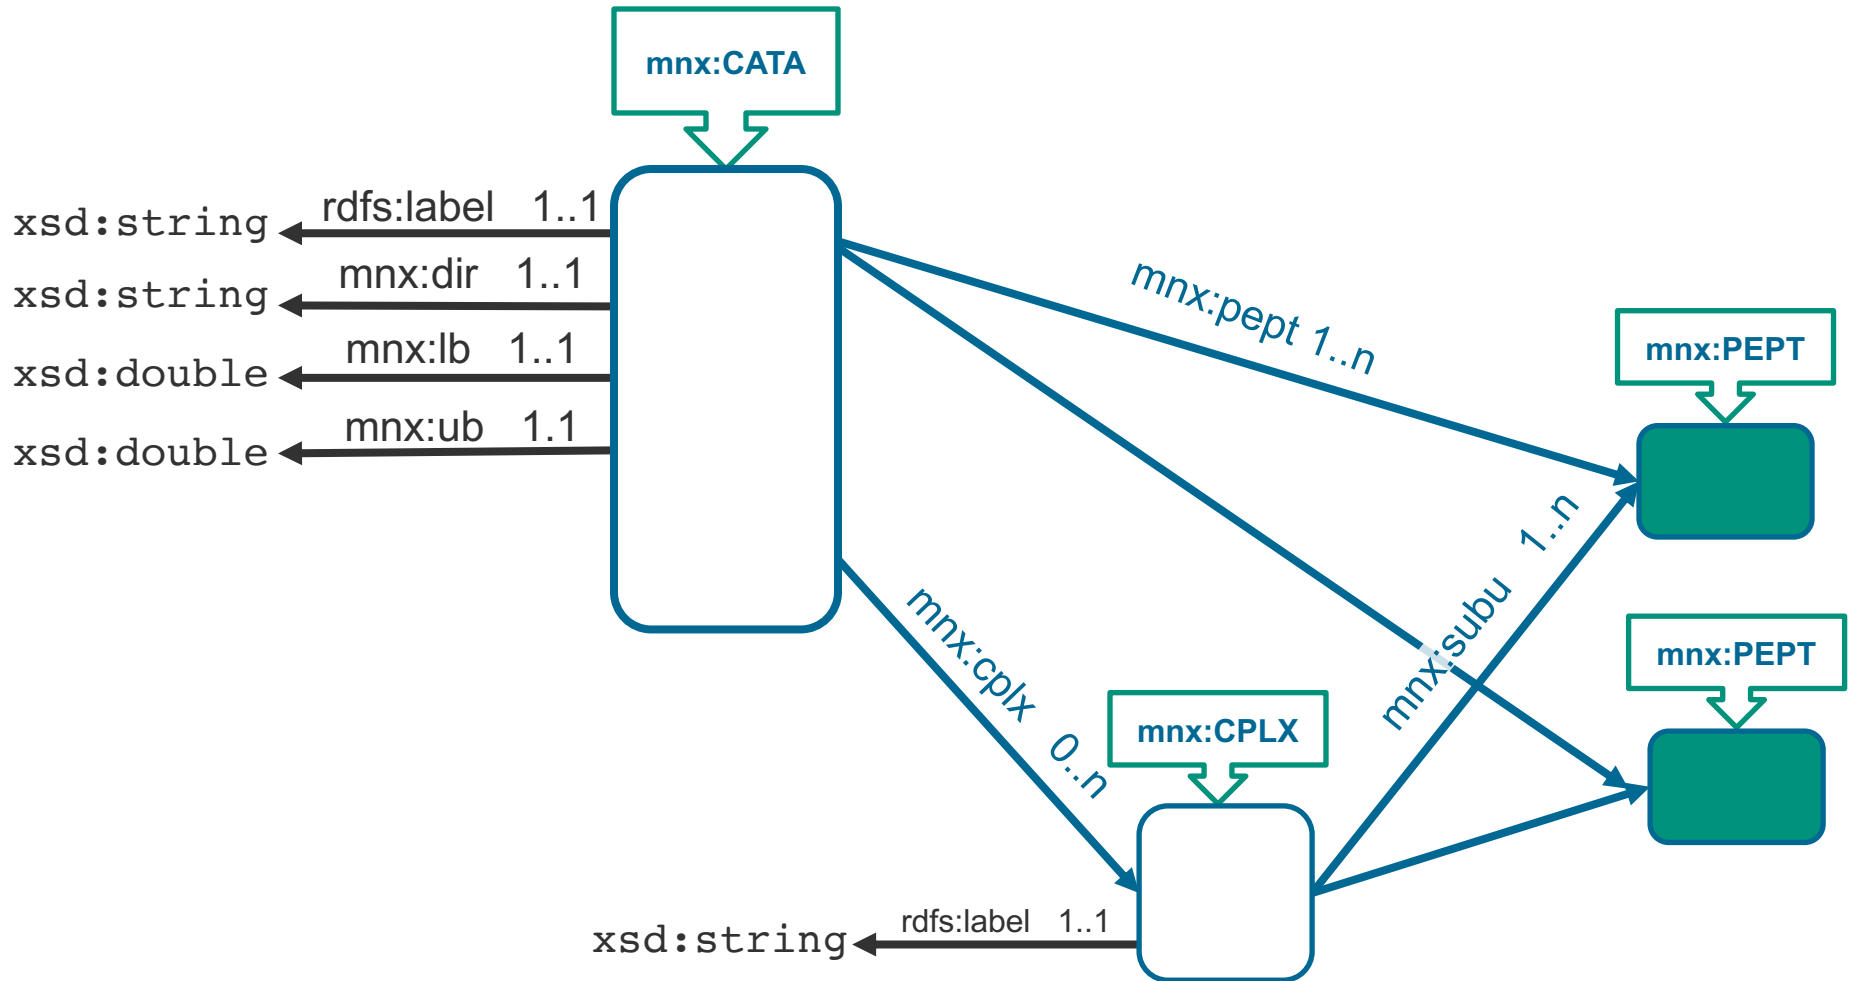 mnx:CATA
xsd:string
rdfs:label 1..1
xsd:string
mnx:dir 1..1
xsd:double
mnx:lb 1..1
xsd:double
mnx:ub 1.1
mnx:pept 1..n
mnx:PEPT
mnx:cplx 0..n
mnx:subu 1..n
mnx:PEPT
mnx:CPLX
xsd:string
rdfs:label 1..1